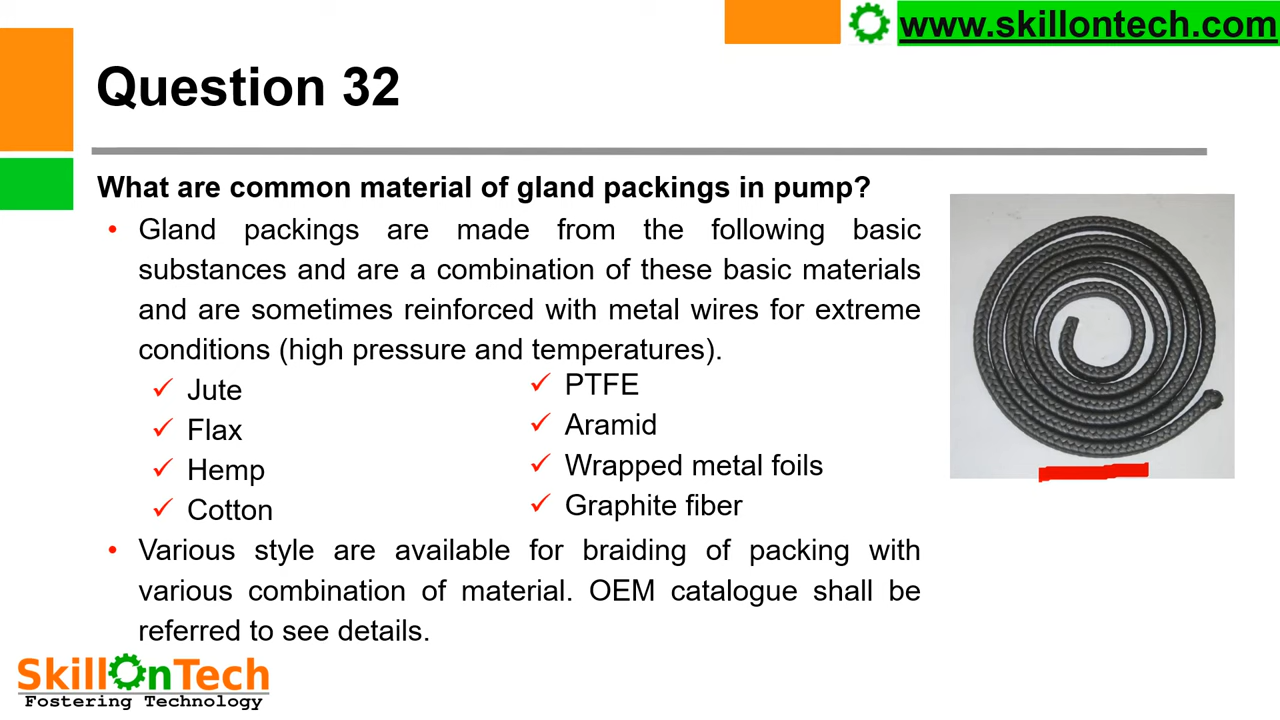 www.skillontech.com
Question 32
What are common material of gland packings in pump?
• Gland packings are made from the following basic
substances and are a combination of these basic materials
and are sometimes reinforced with metal wires for extreme
conditions (high pressure and temperatures).
✓ Jute
✓ Flax
✓ Hemp
✓ Cotton
✓ PTFE
✓ Aramid
✓ Wrapped metal foils
✓ Graphite fiber
• Various style are available for braiding of packing with
various combination of material. OEM catalogue shall be
referred to see details.
SkillOnTech
Fostering Technology